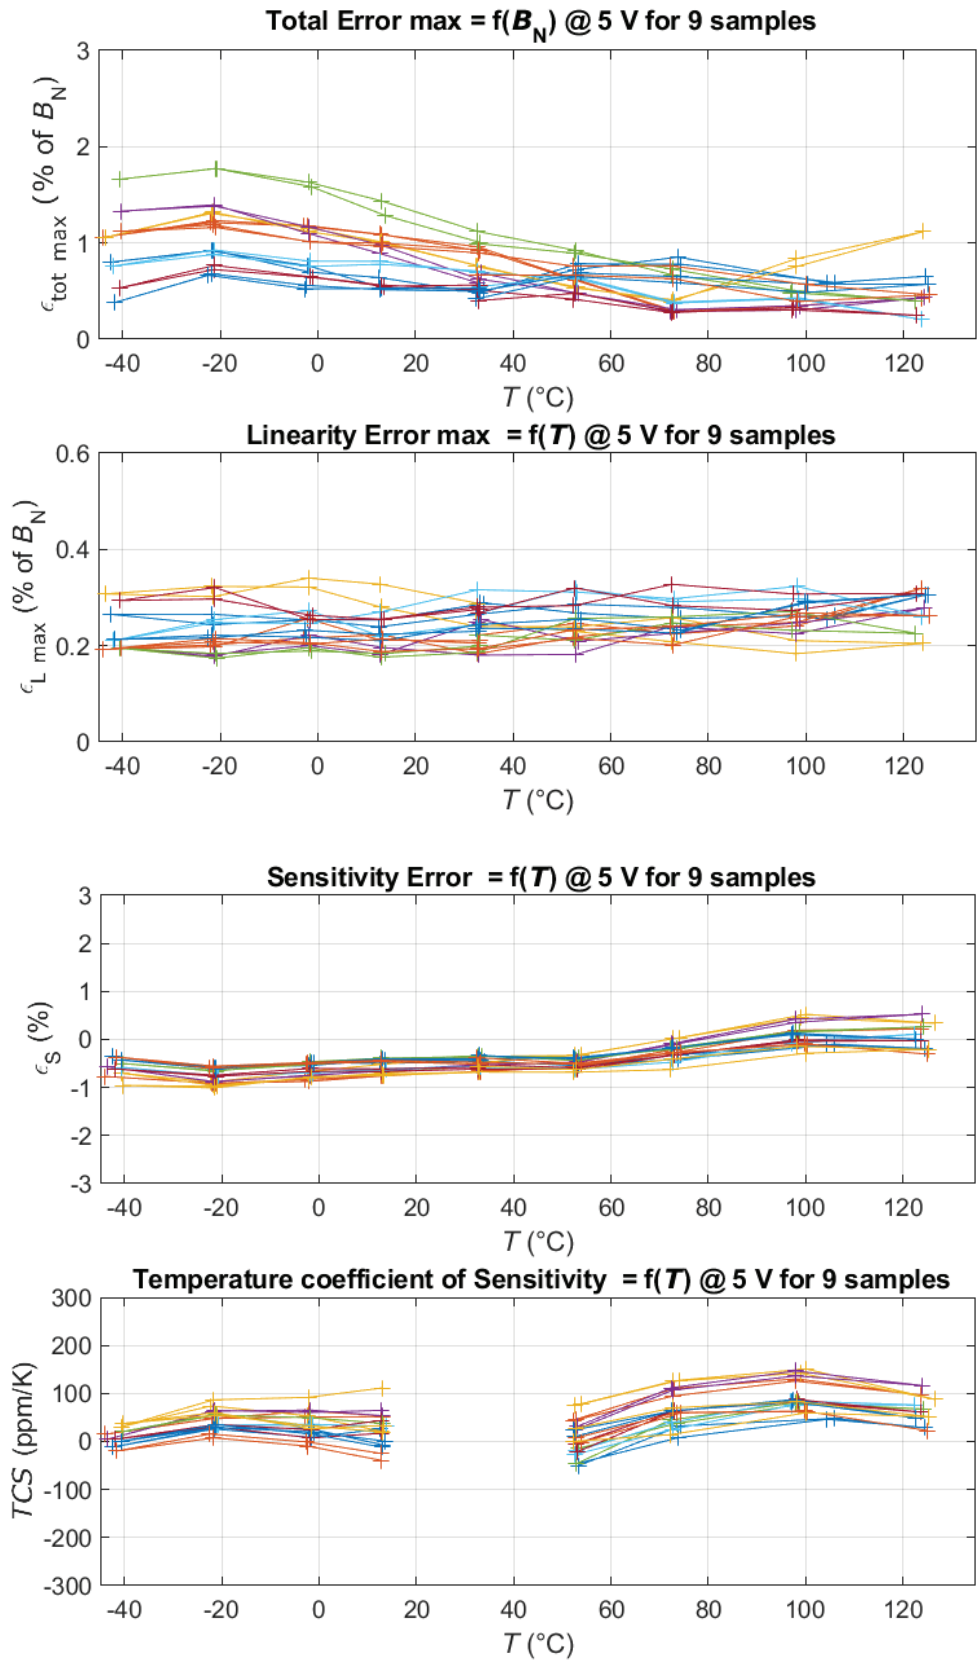 Total Error max = f(B_N) @ 5 V for 9 samples
3
2
1
0
ϵ_tot max (% of B_N)
-40 -20 0 20 40 60 80 100 120
T (°C)
Linearity Error max = f(T) @ 5 V for 9 samples
0.6
0.4
0.2
0
ϵ_L max (% of B_N)
-40 -20 0 20 40 60 80 100 120
T (°C)
Sensitivity Error = f(T) @ 5 V for 9 samples
3
2
1
0
-1
-2
-3
ϵ_S (%)
-40 -20 0 20 40 60 80 100 120
T (°C)
Temperature coefficient of Sensitivity = f(T) @ 5 V for 9 samples
300
200
100
0
-100
-200
-300
TCS (ppm/K)
-40 -20 0 20 40 60 80 100 120
T (°C)